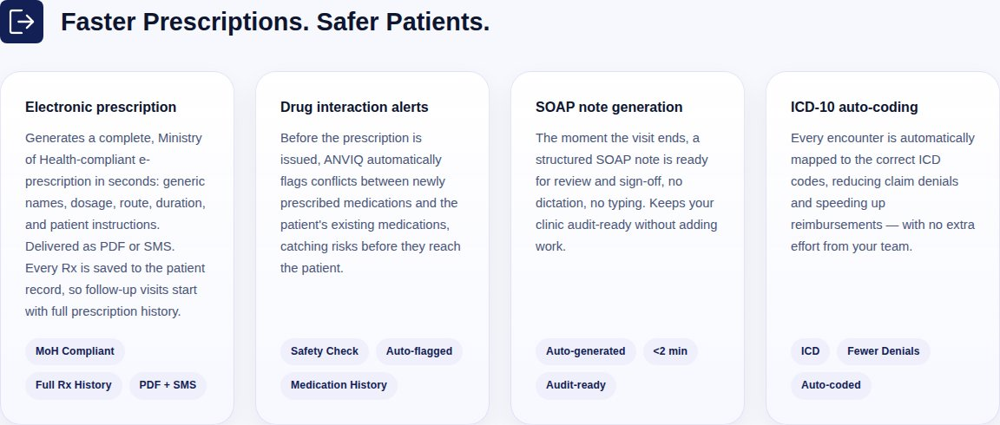 Faster Prescriptions. Safer Patients.
Electronic prescription
Generates a complete, Ministry
of Health-compliant e-
prescription in seconds: generic
names, dosage, route, duration,
and patient instructions.
Delivered as PDF or SMS.
Every Rx is saved to the patient
record, so follow-up visits start
with full prescription history.
MoH Compliant
Full Rx History
PDF + SMS
Drug interaction alerts
Before the prescription is
issued, ANVIQ automatically
flags conflicts between newly
prescribed medications and the
patient's existing medications,
catching risks before they reach
the patient.
Safety Check
Auto-flagged
Medication History
SOAP note generation
The moment the visit ends, a
structured SOAP note is ready
for review and sign-off, no
dictation, no typing. Keeps your
clinic audit-ready without adding
work.
Auto-generated
<2 min
Audit-ready
ICD-10 auto-coding
Every encounter is automatically
mapped to the correct ICD
codes, reducing claim denials
and speeding up
reimbursements — with no extra
effort from your team.
ICD
Fewer Denials
Auto-coded